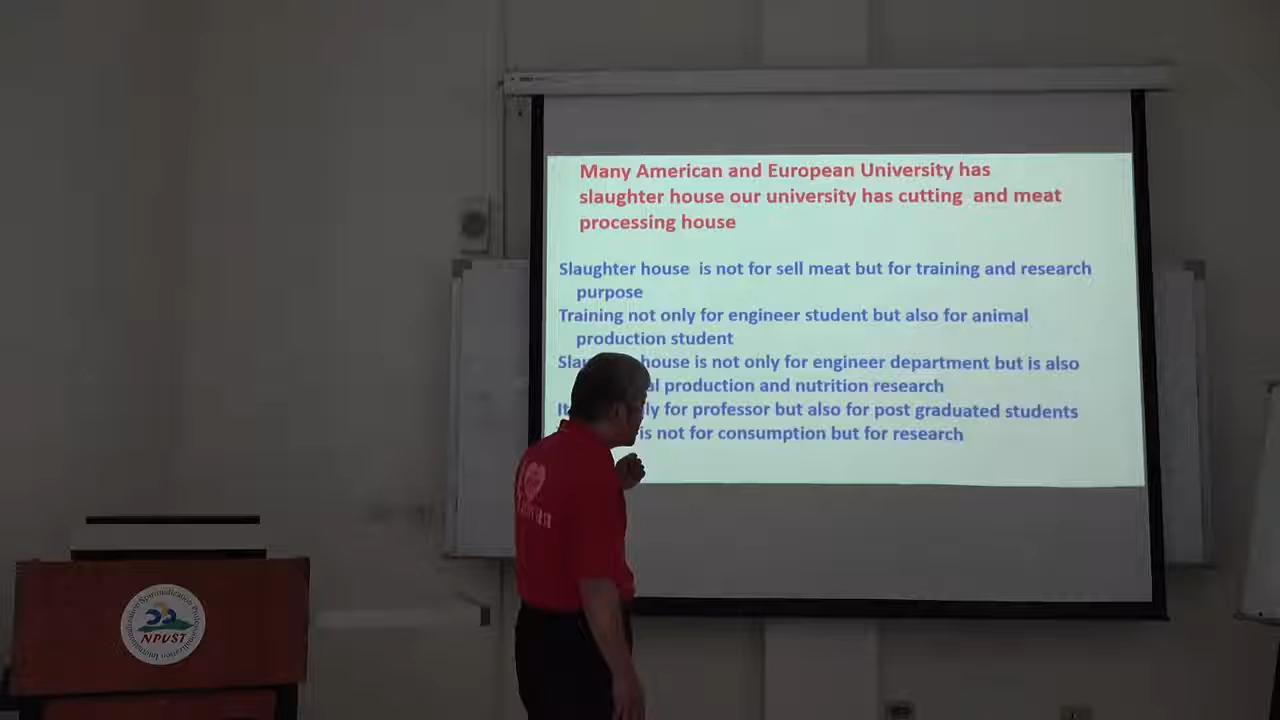 Many American and European University has
slaughter house our university has cutting and meat
processing house
Slaughter house is not for sell meat but for training and research
purpose
Training not only for engineer student but also for animal
production student
house is not only for engineer department but is also
production and nutrition research
for professor but also for post graduated students
is not for consumption but for research
Internationalization Spiritualization Professionalization
NPUST